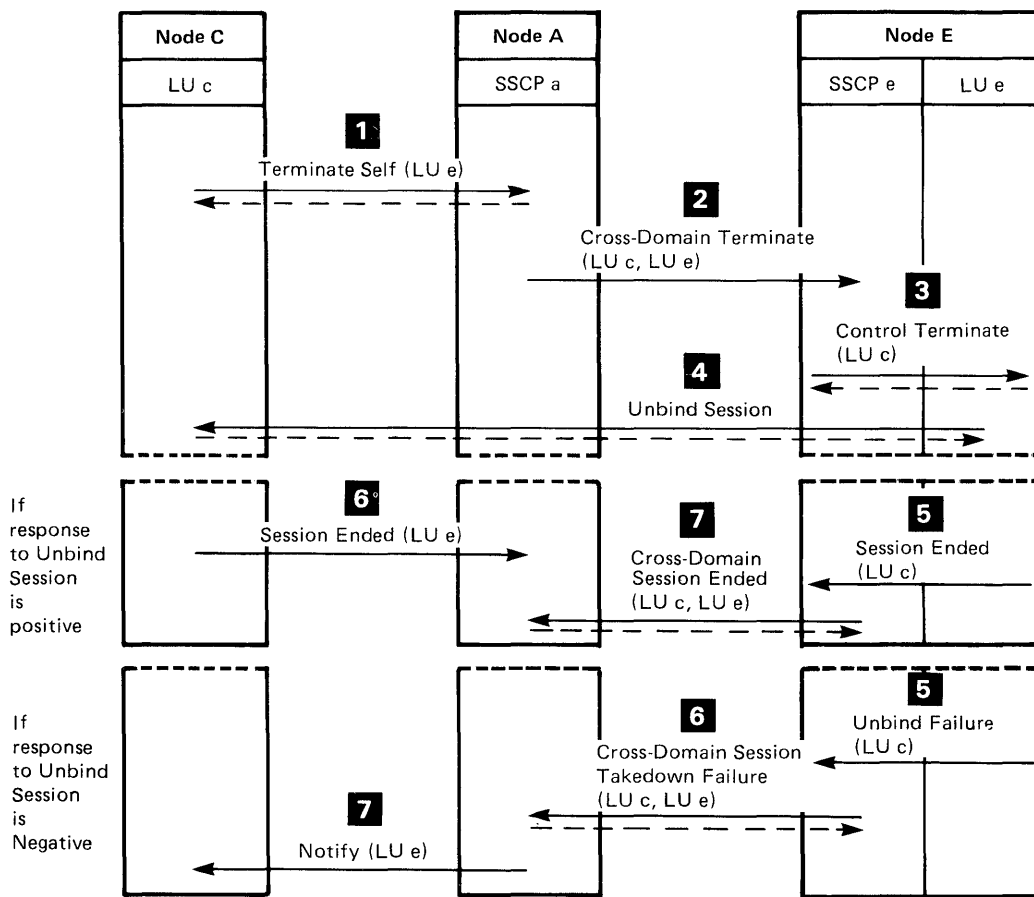 Node C
Node A
Node E
LU c
SSCP a
SSCP e
LU e
1
Terminate Self (LU e)
2
Cross-Domain Terminate
(LU c, LU e)
3
Control Terminate
(LU c)
4
Unbind Session
If
response
to Unbind
Session
is
positive
6
Session Ended (LU e)
7
Cross-Domain
Session Ended
(LU c, LU e)
5
Session Ended
(LU c)
If
response
to Unbind
Session
is
Negative
5
Unbind Failure
(LU c)
6
Cross-Domain Session
Takedown Failure
(LU c, LU e)
7
Notify (LU e)